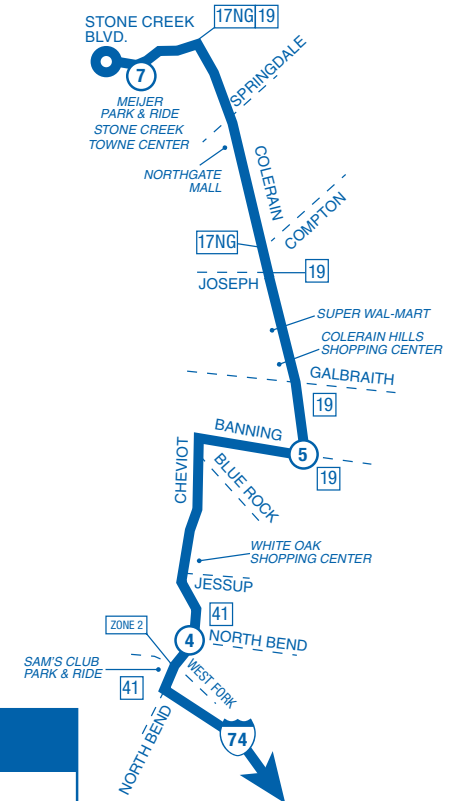 STONE CREEK
BLVD.
17NG 19
7
MEIJER
PARK & RIDE
STONE CREEK
TOWNE CENTER
SPRINGDALE
NORTHGATE
MALL
COLERAIN
COMPTON
17NG
19
JOSEPH
SUPER WAL-MART
COLERAIN HILLS
SHOPPING CENTER
GALBRAITH
19
BANNING
5
19
CHEVIOT
BLUE ROCK
WHITE OAK
SHOPPING CENTER
JESSUP
41
ZONE 2
4
NORTH BEND
SAM'S CLUB
PARK & RIDE
WEST FORK
41
NORTH BEND
74